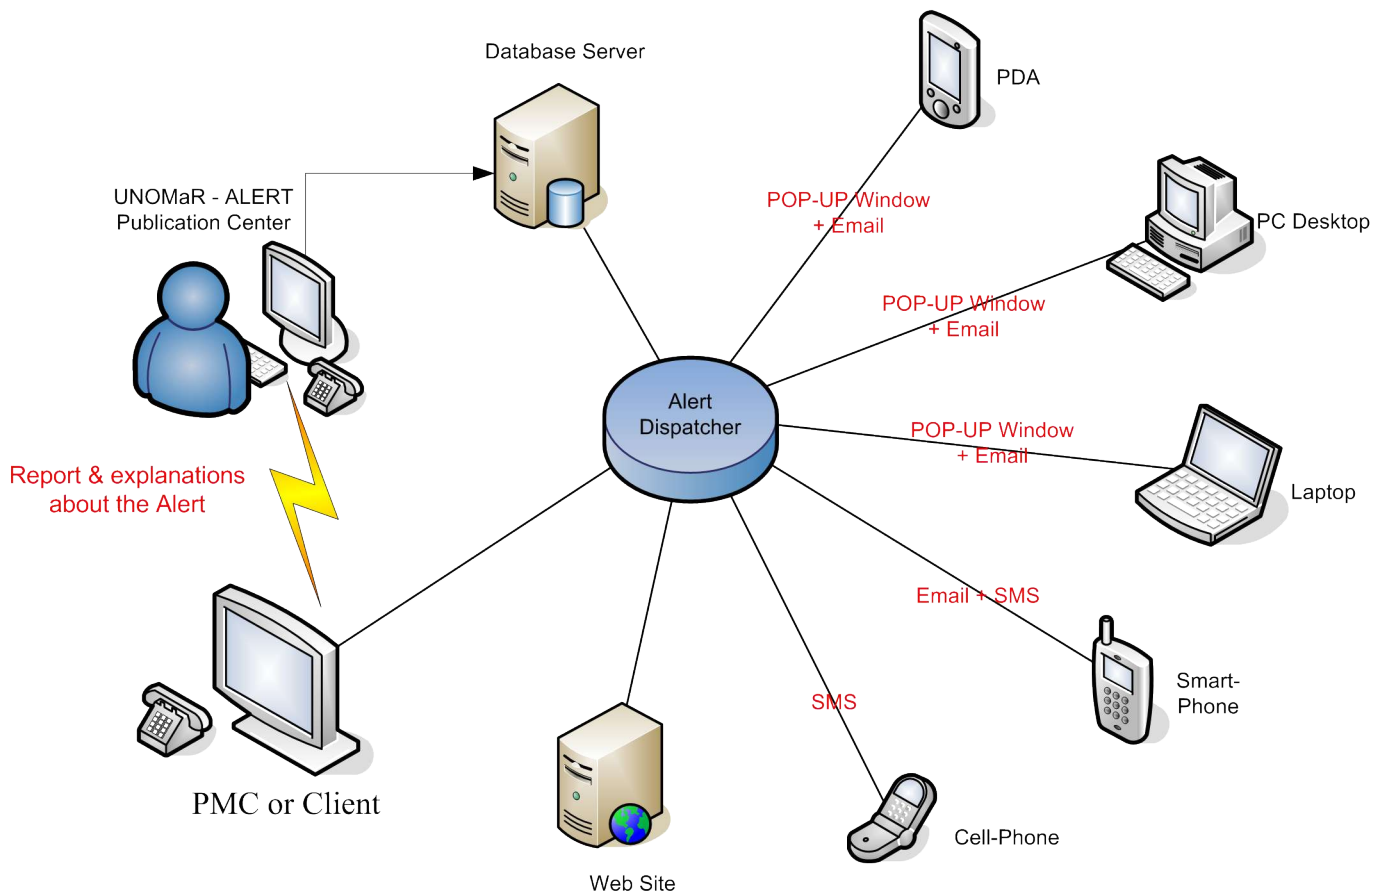 Database Server
PDA
UNOMaR - ALERT
Publication Center
POP-UP Window
+ Email
PC Desktop
POP-UP Window
+ Email
Alert
Dispatcher
POP-UP Window
+ Email
Laptop
Report & explanations
about the Alert
Email + SMS
Smart-
Phone
SMS
PMC or Client
Cell-Phone
Web Site